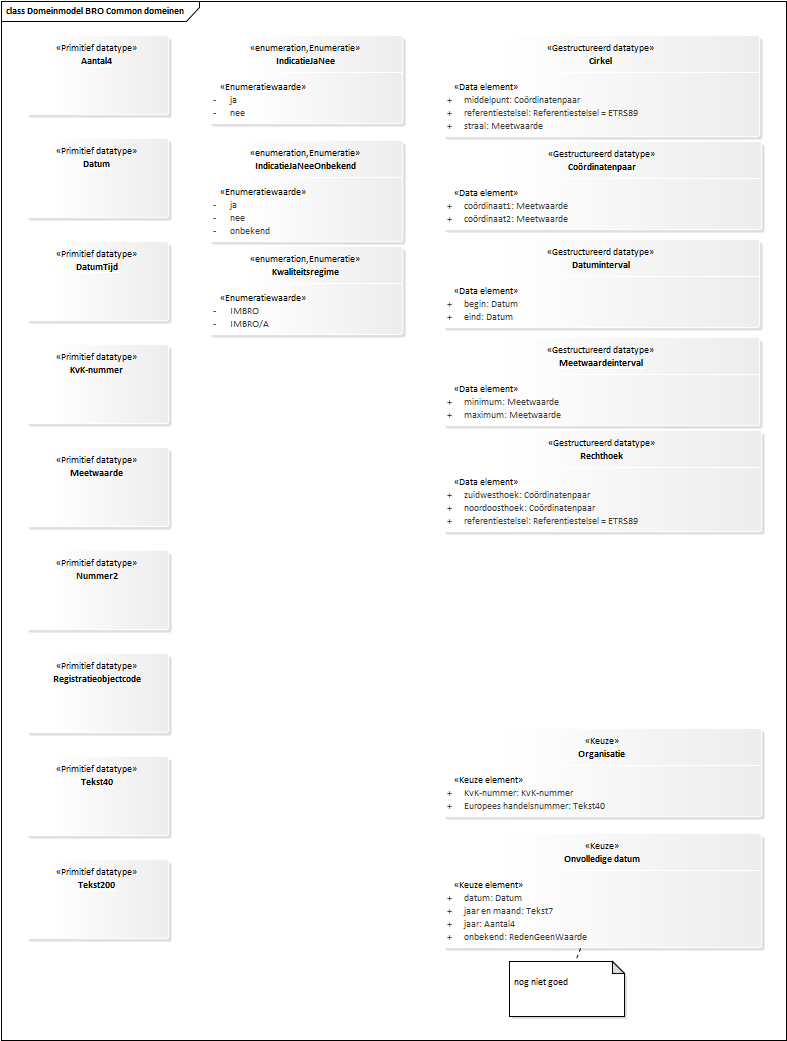 class Domeinmodel BRO Common domeinen
«Primitief datatype»
Aantal4
«Primitief datatype»
Datum
«Primitief datatype»
DatumTijd
«Primitief datatype»
KvK-nummer
«Primitief datatype»
Meetwaarde
«Primitief datatype»
Nummer2
«Primitief datatype»
Registratieobjectcode
«Primitief datatype»
Tekst40
«Primitief datatype»
Tekst200
«enumeration,Enumeratie»
IndicatieJaNee
«Enumeratiewaarde»
- ja
- nee
«enumeration,Enumeratie»
IndicatieJaNeeOnbekend
«Enumeratiewaarde»
- ja
- nee
- onbekend
«enumeration,Enumeratie»
Kwaliteitsregime
«Enumeratiewaarde»
- IMBRO
- IMBRO/A
«Gestructureerd datatype»
Cirkel
«Data element»
+ middelpunt: Coördinatenpaar
+ referentiestelsel: Referentiestelsel = ETRS89
+ straal: Meetwaarde
«Gestructureerd datatype»
Coördinatenpaar
«Data element»
+ coördinaat1: Meetwaarde
+ coördinaat2: Meetwaarde
«Gestructureerd datatype»
Datuminterval
«Data element»
+ begin: Datum
+ eind: Datum
«Gestructureerd datatype»
Meetwaardeinterval
«Data element»
+ minimum: Meetwaarde
+ maximum: Meetwaarde
«Gestructureerd datatype»
Rechthoek
«Data element»
+ zuidwesthoek: Coördinatenpaar
+ noordoosthoek: Coördinatenpaar
+ referentiestelsel: Referentiestelsel = ETRS89
«Keuze»
Organisatie
«Keuze element»
+ KvK-nummer: KvK-nummer
+ Europees handelsnummer: Tekst40
«Keuze»
Onvolledige datum
«Keuze element»
+ datum: Datum
+ jaar en maand: Tekst7
+ jaar: Aantal4
+ onbekend: RedenGeenWaarde
nog niet goed